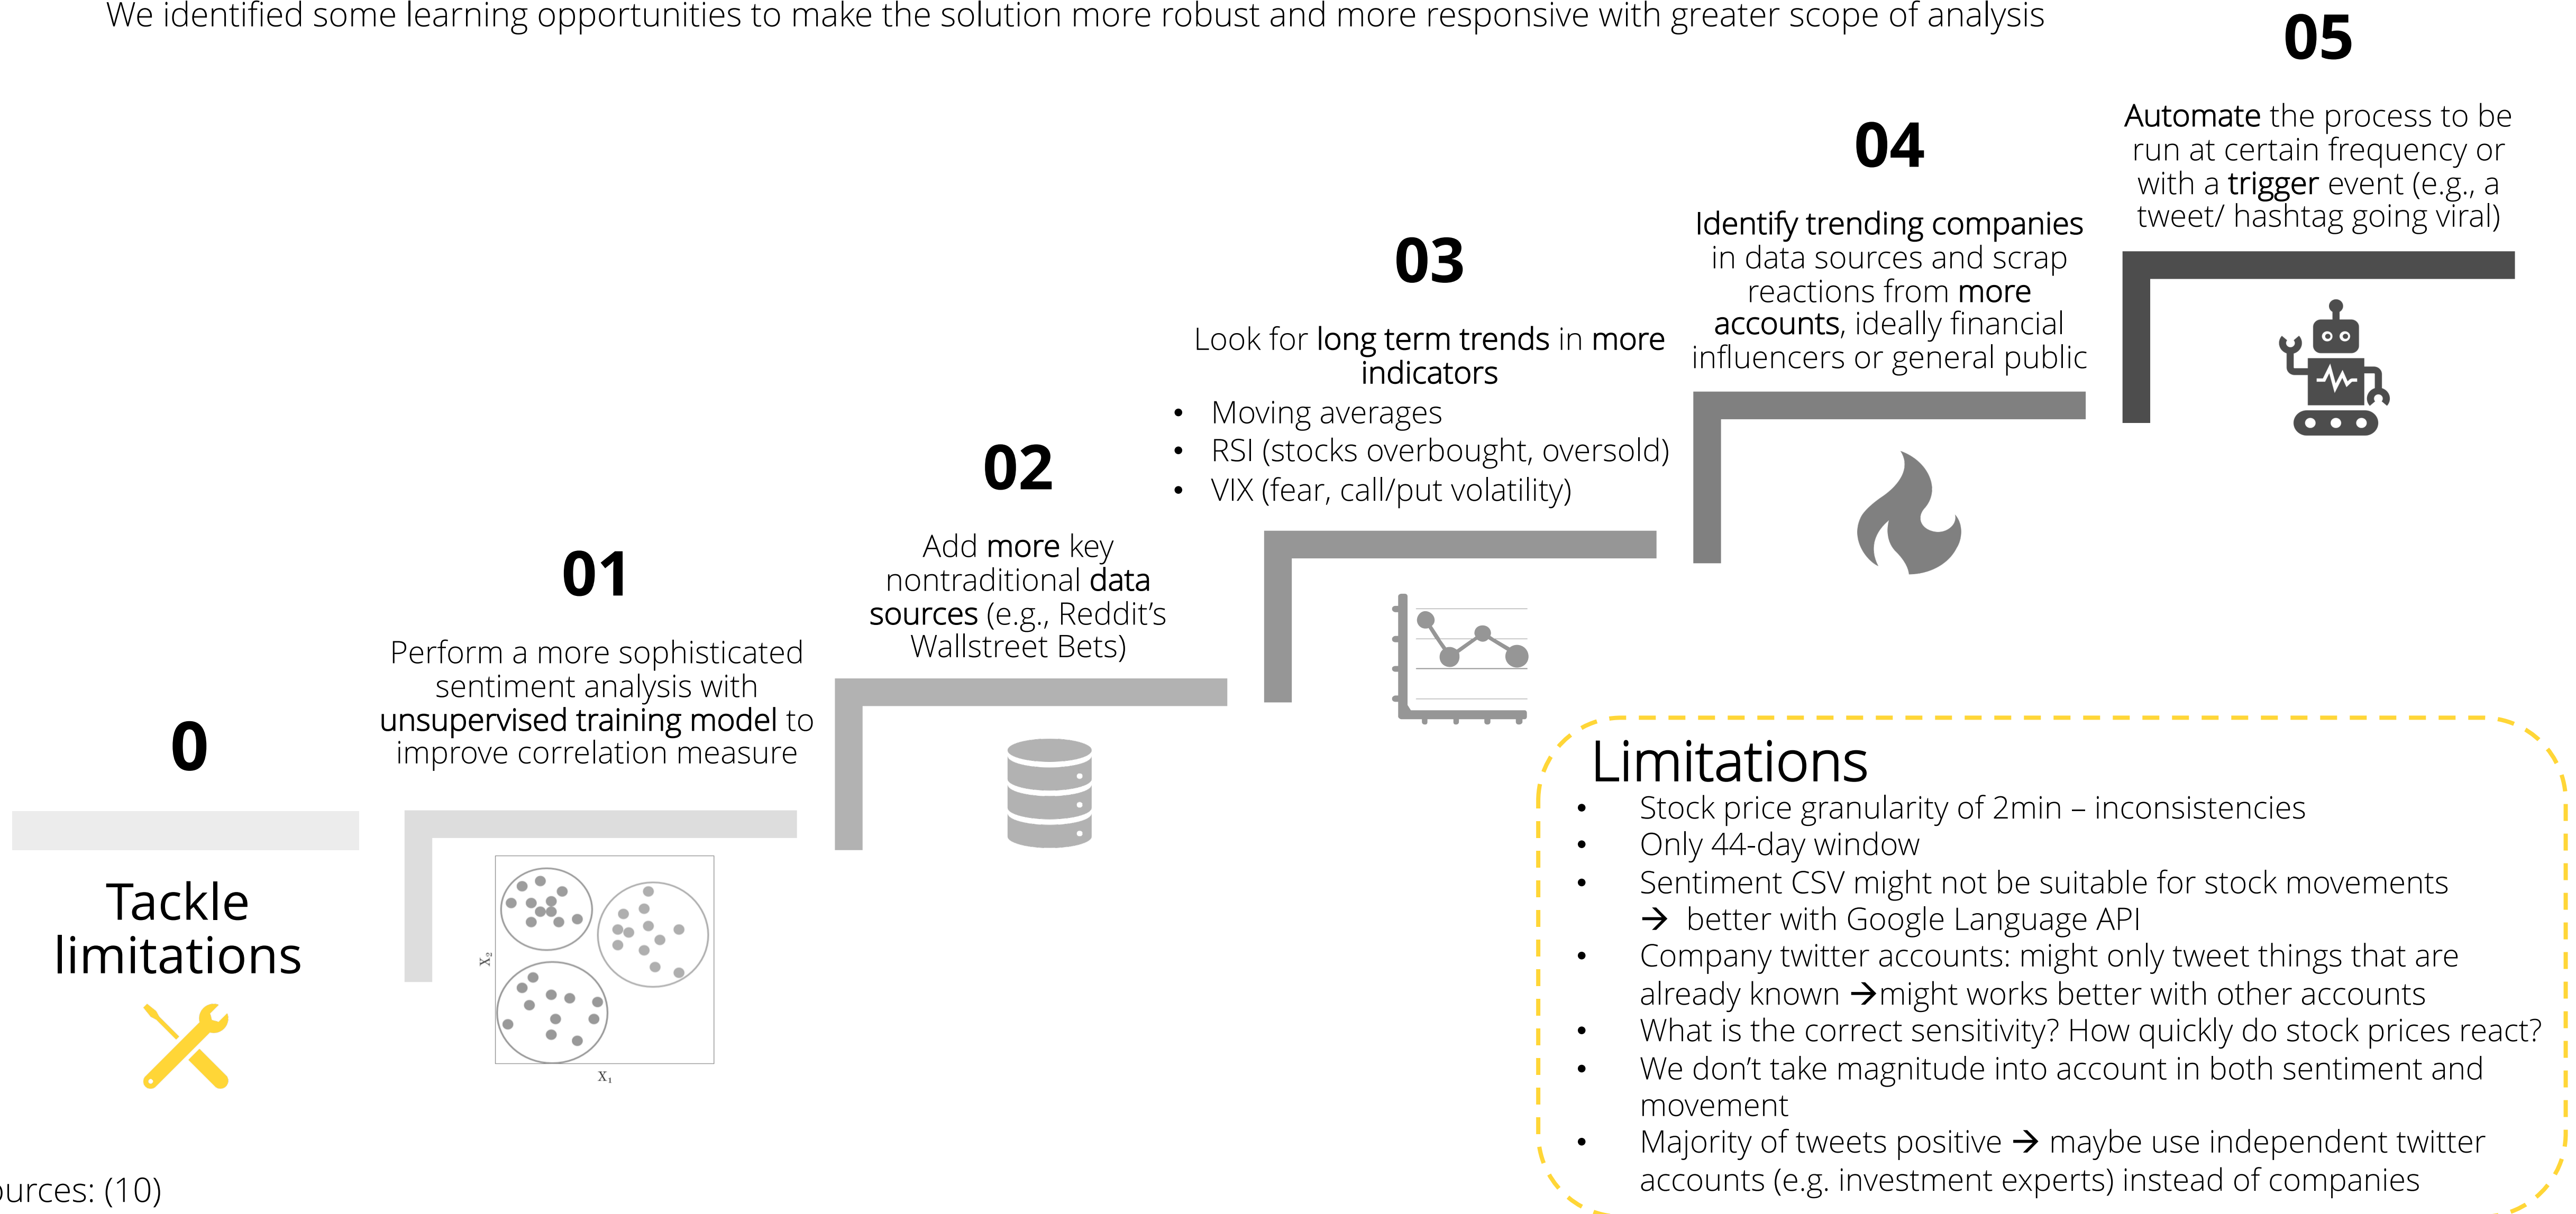 We identified some learning opportunities to make the solution more robust and more responsive with greater scope of analysis
0
Tackle
limitations
01
Perform a more sophisticated
sentiment analysis with
unsupervised training model to
improve correlation measure
X₂
X₁
02
Add more key
nontraditional data
sources (e.g., Reddit’s
Wallstreet Bets)
03
Look for long term trends in more
indicators
• Moving averages
• RSI (stocks overbought, oversold)
• VIX (fear, call/put volatility)
04
Identify trending companies
in data sources and scrap
reactions from more
accounts, ideally financial
influencers or general public
05
Automate the process to be
run at certain frequency or
with a trigger event (e.g., a
tweet/ hashtag going viral)
Limitations
• Stock price granularity of 2min – inconsistencies
• Only 44-day window
• Sentiment CSV might not be suitable for stock movements
→ better with Google Language API
• Company twitter accounts: might only tweet things that are
already known →might works better with other accounts
• What is the correct sensitivity? How quickly do stock prices react?
• We don’t take magnitude into account in both sentiment and
movement
• Majority of tweets positive → maybe use independent twitter
accounts (e.g. investment experts) instead of companies
ources: (10)